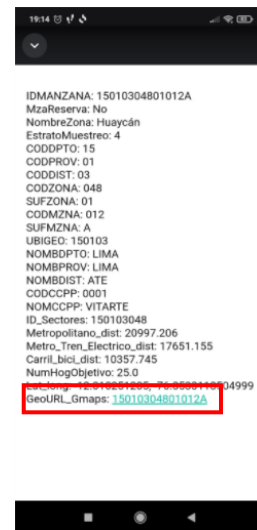 19:14
IDMANZANA: 15010304801012A
MzaReserva: No
NombreZona: Huaycán
EstratoMuestreo: 4
CODDPTO: 15
CODPROV: 01
CODDIST: 03
CODZONA: 048
SUFZONA: 01
CODMZNA: 012
SUFMZNA: A
UBIGEO: 150103
NOMBDPTO: LIMA
NOMBPROV: LIMA
NOMBDIST: ATE
CODCCPP: 0001
NOMCCPP: VITARTE
ID_Sectores: 150103048
Metropolitano_dist: 20997.206
Metro_Tren_Electrico_dist: 17651.155
Carril_bici_dist: 10357.745
NumHogObjetivo: 25.0
Lat_long:
GeoURL_Gmaps: 15010304801012A